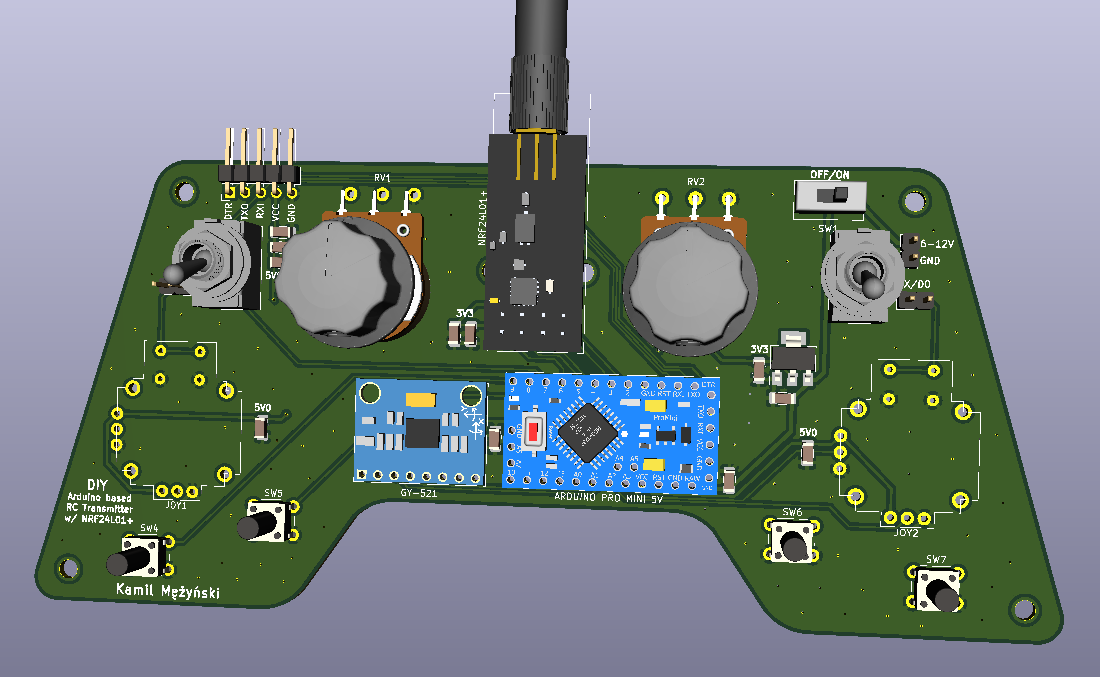 OFF/ON
RV1
RV2
NRF24L01+
DTR
TXO
RXI
VCC
GND
SW1
6-12V
GND
3V3
3V3
5V0
5V0
GY-521
ARDUINO PRO MINI 5V
ProMini
JOY1
JOY2
DIY
Arduino based
RC Transmitter
w/ NRF24L01+
SW4
SW5
SW6
SW7
Kamil Mężyński